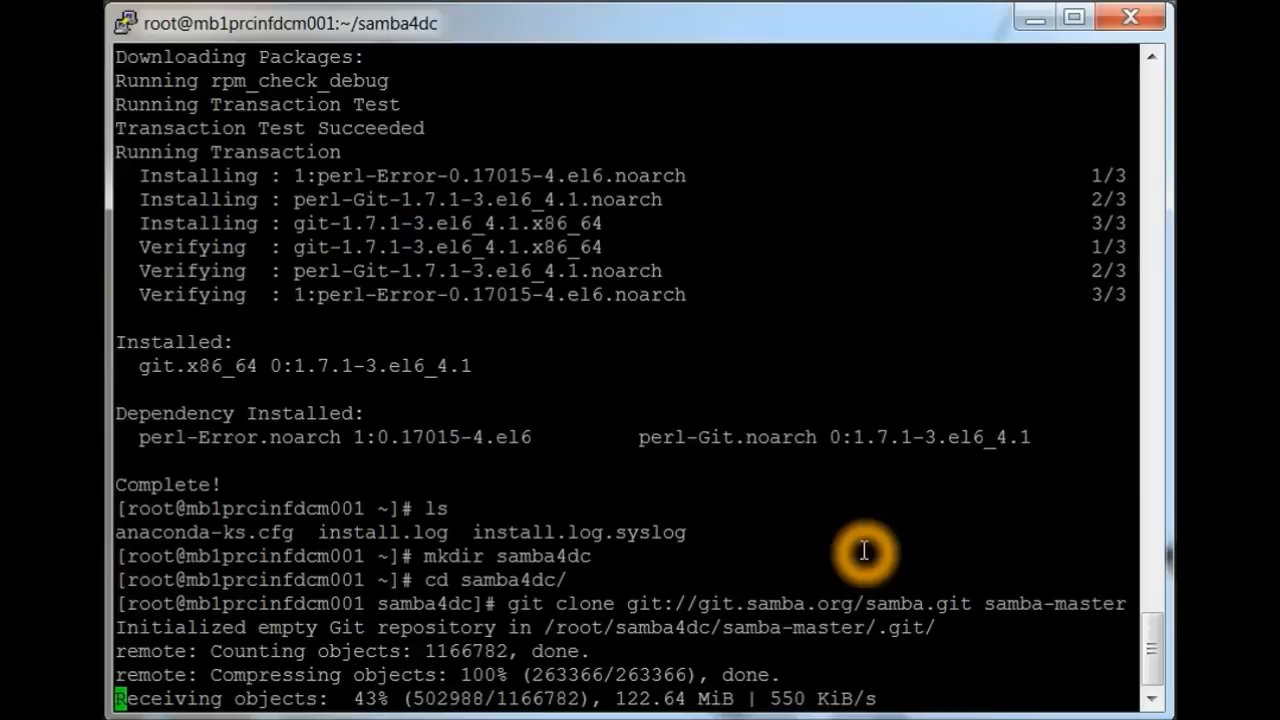 root@mb1prcinfdcm001:~/samba4dc
Downloading Packages:
Running rpm_check_debug
Running Transaction Test
Transaction Test Succeeded
Running Transaction
  Installing : 1:perl-Error-0.17015-4.el6.noarch 1/3
  Installing : perl-Git-1.7.1-3.el6_4.1.noarch 2/3
  Installing : git-1.7.1-3.el6_4.1.x86_64 3/3
  Verifying  : git-1.7.1-3.el6_4.1.x86_64 1/3
  Verifying  : perl-Git-1.7.1-3.el6_4.1.noarch 2/3
  Verifying  : 1:perl-Error-0.17015-4.el6.noarch 3/3
Installed:
  git.x86_64 0:1.7.1-3.el6_4.1
Dependency Installed:
  perl-Error.noarch 1:0.17015-4.el6         perl-Git.noarch 0:1.7.1-3.el6_4.1
Complete!
[root@mb1prcinfdcm001 ~]# ls
anaconda-ks.cfg  install.log  install.log.syslog
[root@mb1prcinfdcm001 ~]# mkdir samba4dc
[root@mb1prcinfdcm001 ~]# cd samba4dc/
[root@mb1prcinfdcm001 samba4dc]# git clone git://git.samba.org/samba.git samba-master
Initialized empty Git repository in /root/samba4dc/samba-master/.git/
remote: Counting objects: 1166782, done.
remote: Compressing objects: 100% (263366/263366), done.
Receiving objects:  43% (502988/1166782), 122.64 MiB | 550 KiB/s